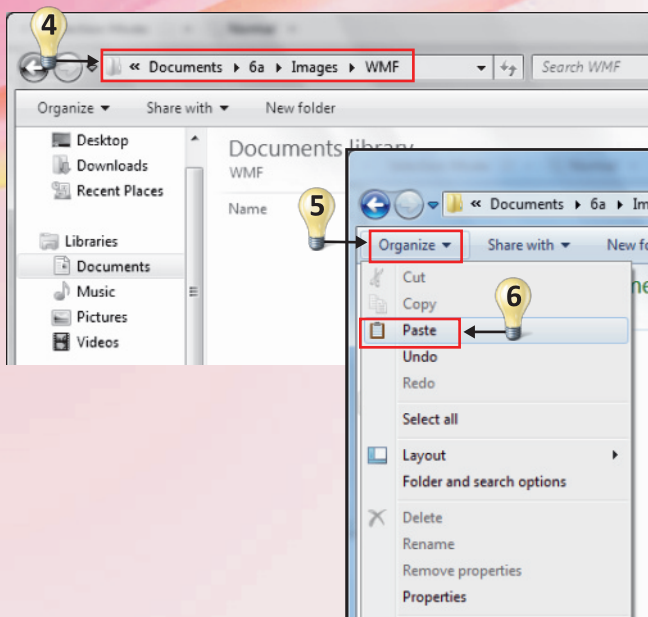 4
« Documents ▸ 6a ▸ Images ▸ WMF
Search WMF
Organize ▾ Share with ▾ New folder
Desktop
Downloads
Recent Places
Libraries
Documents
Music
Pictures
Videos
Documents library
WMF
Name
5
« Documents ▸ 6a ▸ Im
Organize ▾ Share with ▾ New fo
Cut
Copy
6
Paste
Undo
Redo
Select all
Layout
Folder and search options
Delete
Rename
Remove properties
Properties